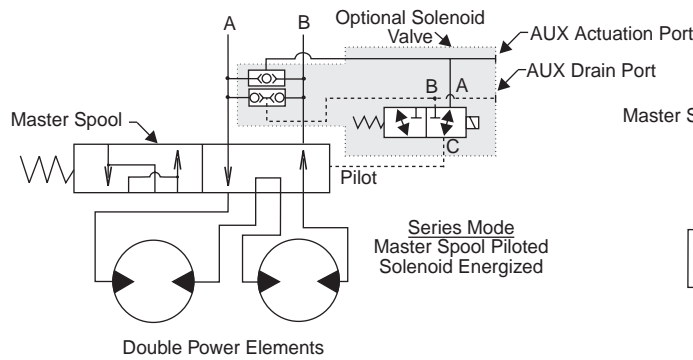 A
B
Optional Solenoid
Valve
AUX Actuation Port
AUX Drain Port
B
A
Master Spool
Master S
C
Pilot
Series Mode
Master Spool Piloted
Solenoid Energized
Double Power Elements